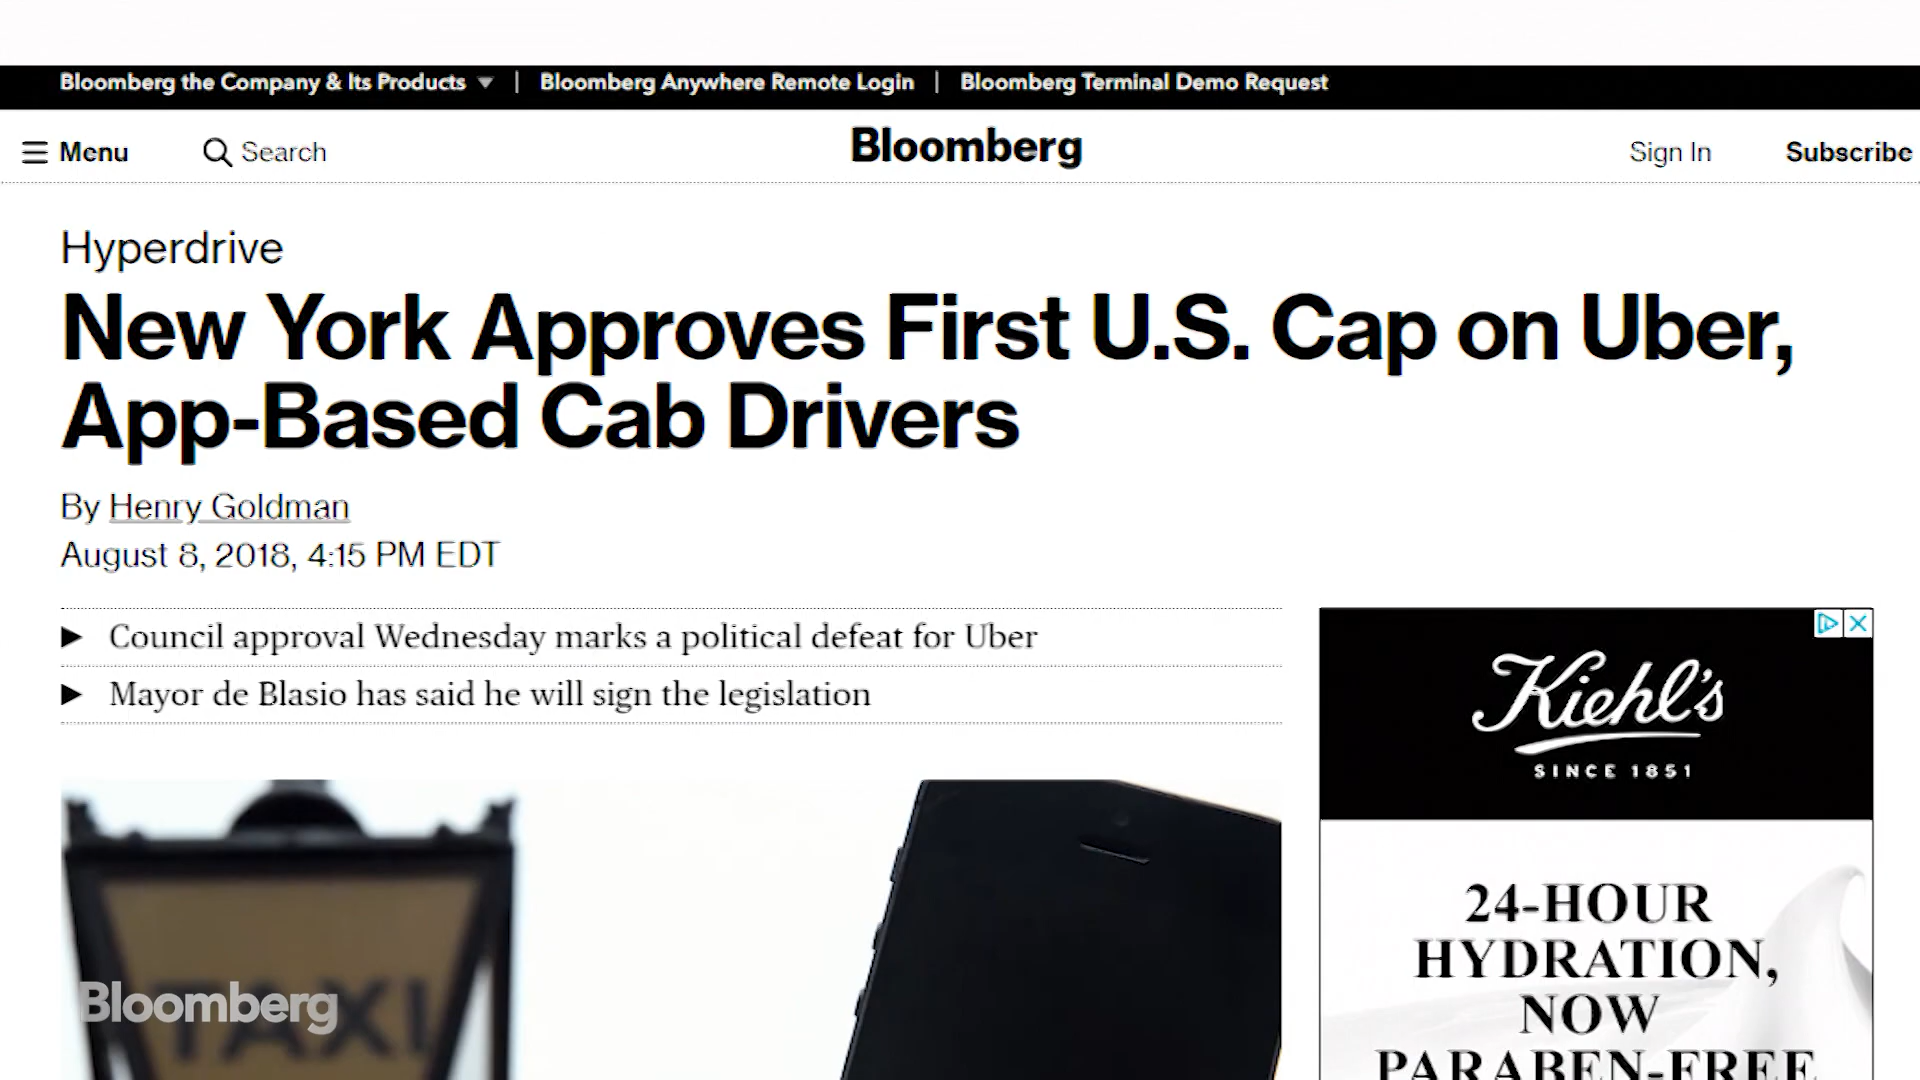 Bloomberg the Company & Its Products | Bloomberg Anywhere Remote Login | Bloomberg Terminal Demo Request
Menu Search Bloomberg Sign In Subscribe
Hyperdrive
New York Approves First U.S. Cap on Uber,
App-Based Cab Drivers
By Henry Goldman
August 8, 2018, 4:15 PM EDT
Council approval Wednesday marks a political defeat for Uber
Mayor de Blasio has said he will sign the legislation
TAXI
Bloomberg
Kiehl's
SINCE 1851
24-HOUR
HYDRATION,
NOW
PARABEN-FREE